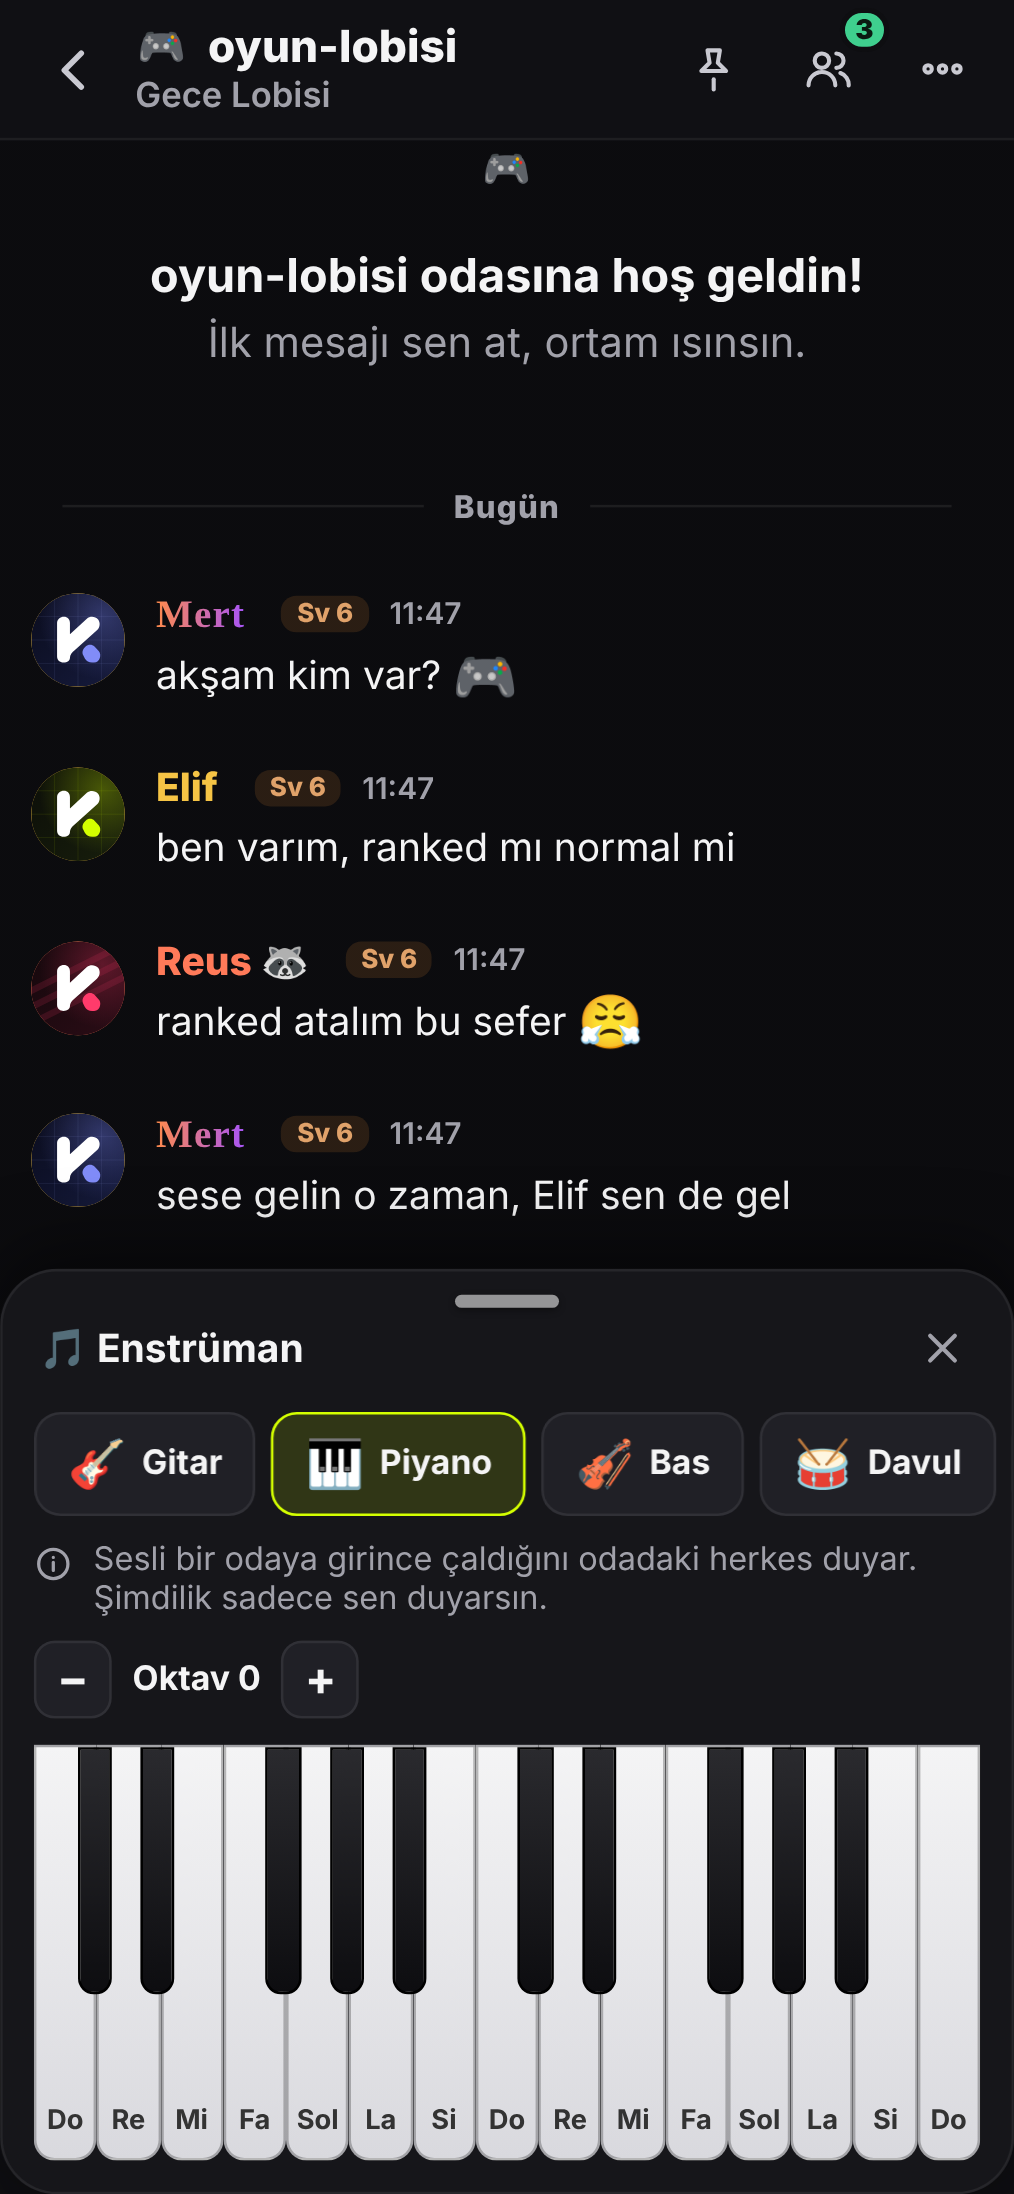 🎮 oyun-lobisi
Gece Lobisi
3
🎮
oyun-lobisi odasına hoş geldin!
İlk mesajı sen at, ortam ısınsın.
Bugün
Mert Sv 6 11:47
akşam kim var? 🎮
Elif Sv 6 11:47
ben varım, ranked mı normal mi
Reus 🦝 Sv 6 11:47
ranked atalım bu sefer 😤
Mert Sv 6 11:47
sese gelin o zaman, Elif sen de gel
🎵 Enstrüman
🎸 Gitar 🎹 Piyano 🎻 Bas 🥁 Davul
Sesli bir odaya girince çaldığını odadaki herkes duyar.
Şimdilik sadece sen duyarsın.
− Oktav 0 +
Do Re Mi Fa Sol La Si Do Re Mi Fa Sol La Si Do